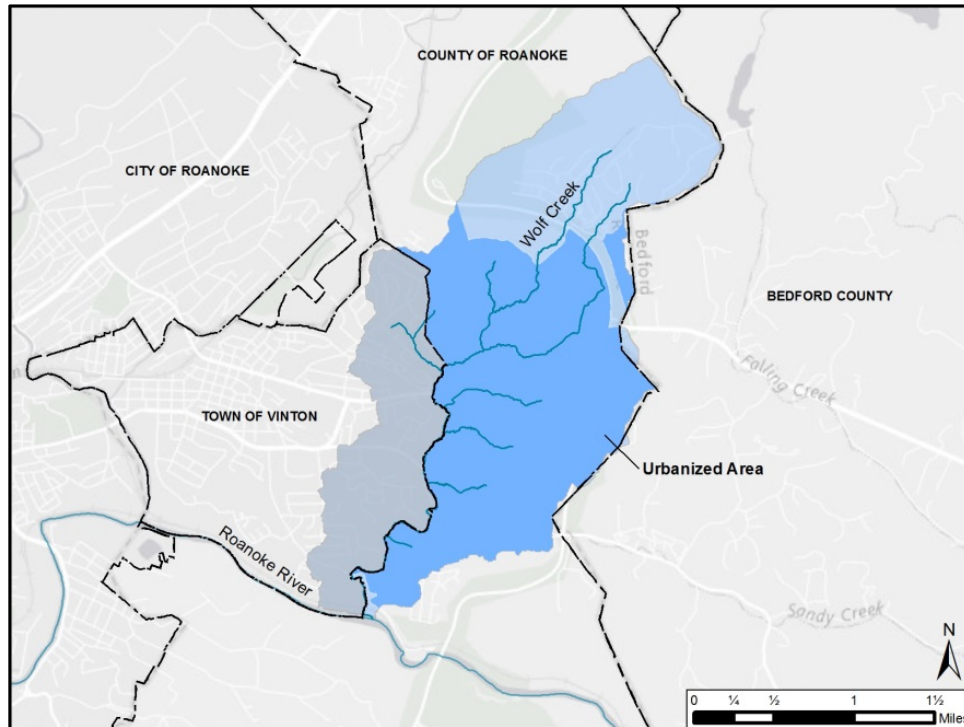 COUNTY OF ROANOKE
CITY OF ROANOKE
Wolf Creek
Bedford
BEDFORD COUNTY
Falling Creek
TOWN OF VINTON
Urbanized Area
Roanoke River
Sandy Creek
N
0 ¼ ½ 1 1½
Miles